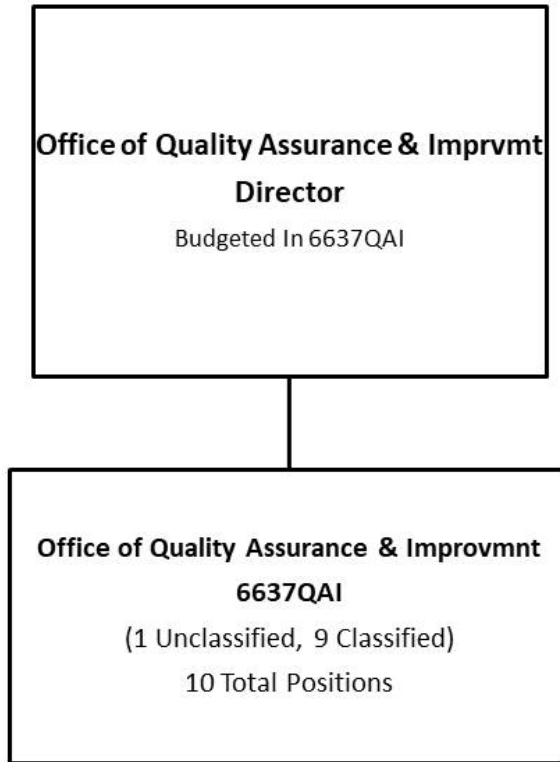 Office of Quality Assurance & Imprvmt
Director
Budgeted In 6637QAI
Office of Quality Assurance & Improvmnt
6637QAI
(1 Unclassified, 9 Classified)
10 Total Positions